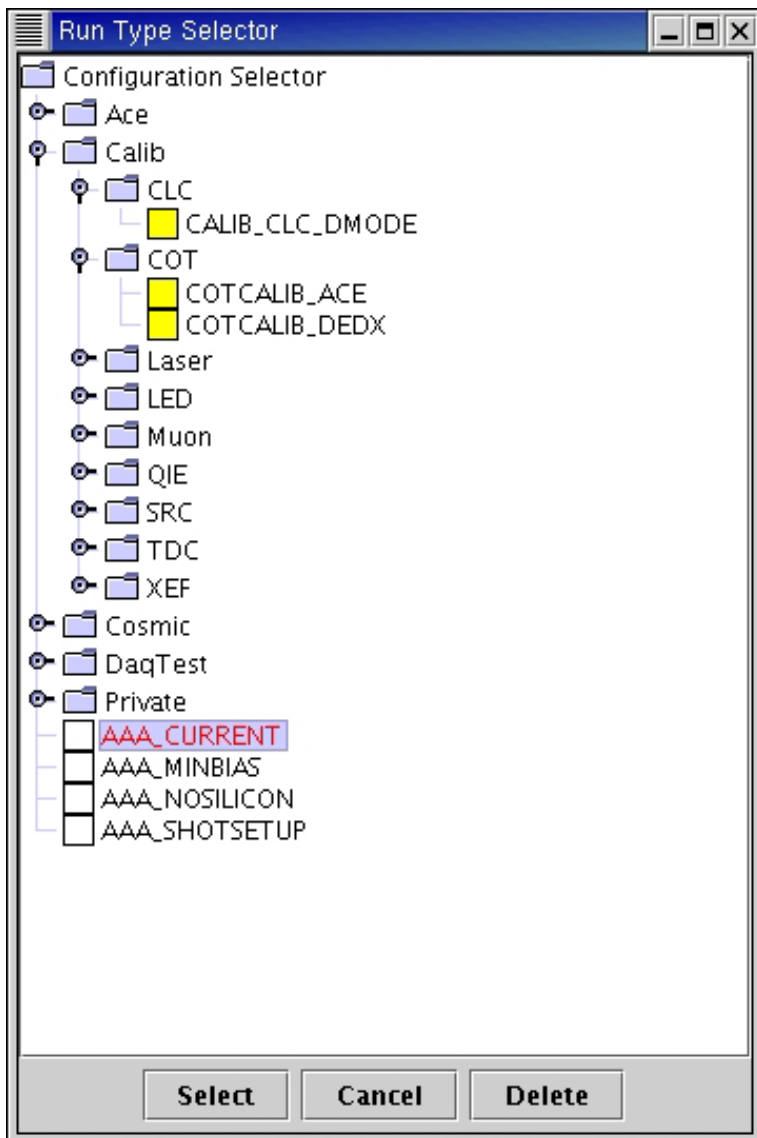 Run Type Selector
Configuration Selector
Ace
Calib
CLC
CALIB_CLC_DMODE
COT
COTCALIB_ACE
COTCALIB_DEDX
Laser
LED
Muon
QIE
SRC
TDC
XEF
Cosmic
DaqTest
Private
AAA_CURRENT
AAA_MINBIAS
AAA_NOSILICON
AAA_SHOTSETUP
Select Cancel Delete